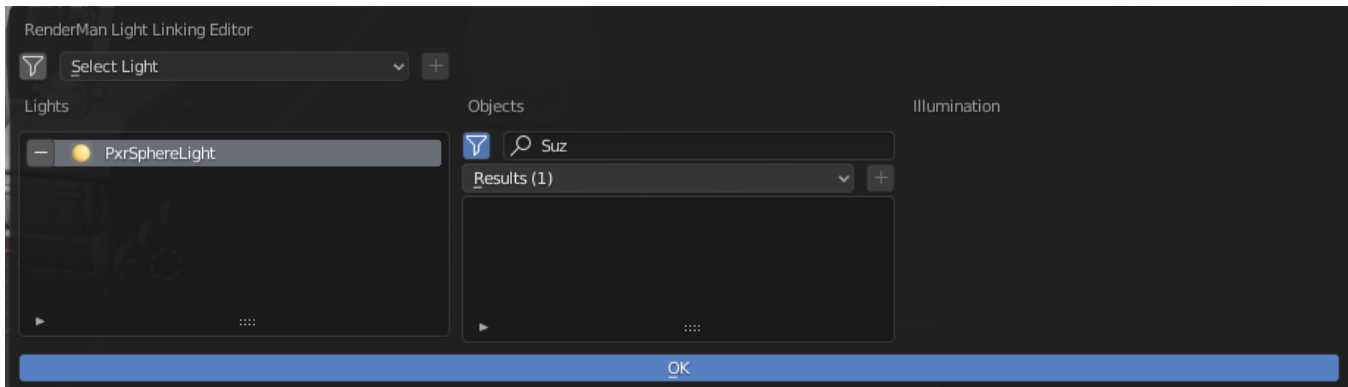 RenderMan Light Linking Editor
Select Light
Lights
Objects
Illumination
PxrSphereLight
Suz
Results (1)
OK